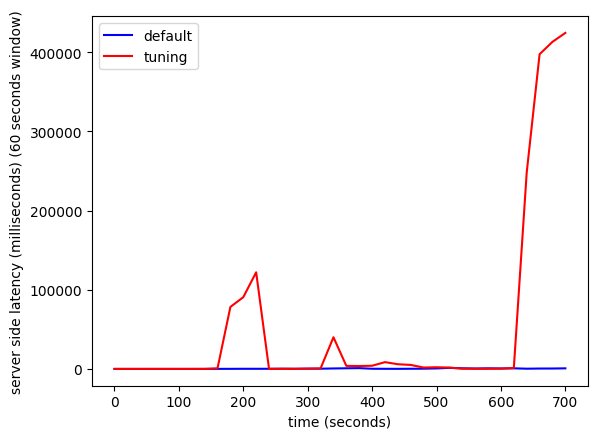 default
tuning
server side latency (milliseconds) (60 seconds window)
400000
300000
200000
100000
0
0 100 200 300 400 500 600 700
time (seconds)